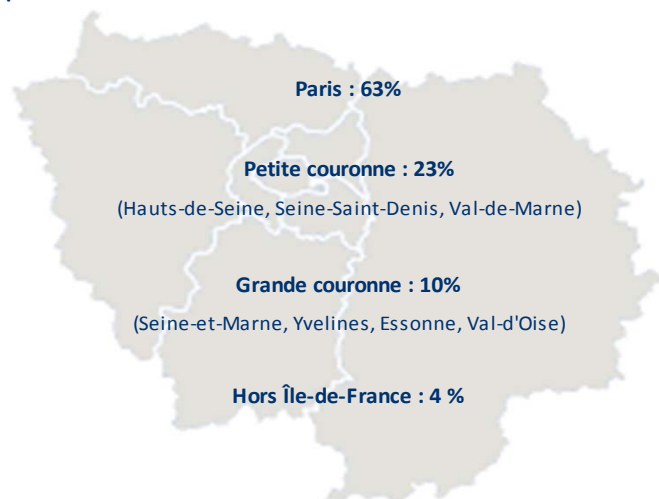 Paris : 63%
Petite couronne : 23%
(Hauts-de-Seine, Seine-Saint-Denis, Val-de-Marne)
Grande couronne : 10%
(Seine-et-Marne, Yvelines, Essonne, Val-d'Oise)
Hors Île-de-France : 4 %